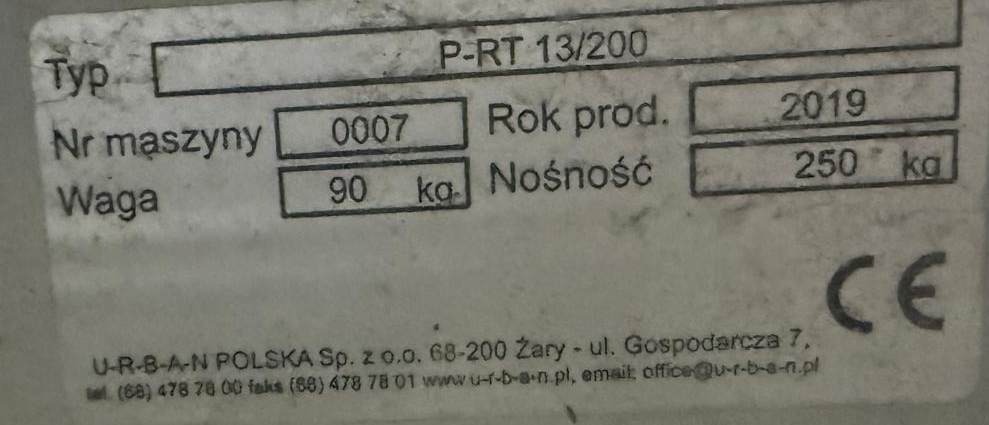 Typ P-RT 13/200
Nr maszyny 0007 Rok prod. 2019
Waga 90 kg. Nośność 250 kg
CE
U-R-B-A-N POLSKA Sp. z o.o. 68-200 Żary - ul. Gospodarcza 7,
tel. (68) 478 78 00 faks (68) 478 78 01 www.u-r-b-a-n.pl, email: office@u-r-b-a-n.pl